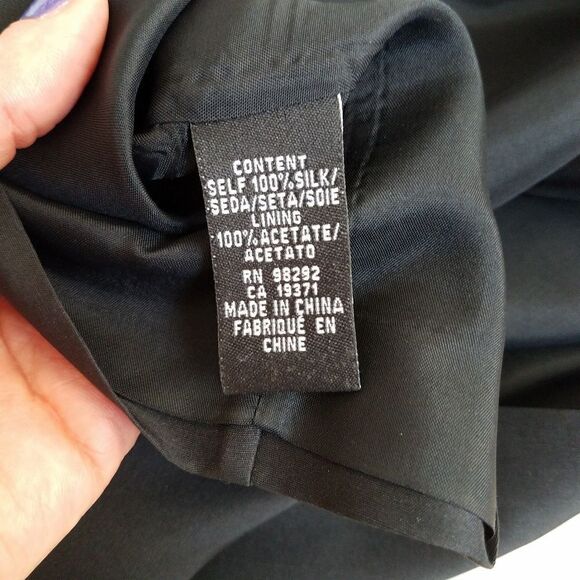 CONTENT
SELF 100%SILK/
SEDA/SETA/SOIE
LINING
100%ACETATE/
ACETATO
RN 98292
CA 19371
MADE IN CHINA
FABRIQUÉ EN
CHINE